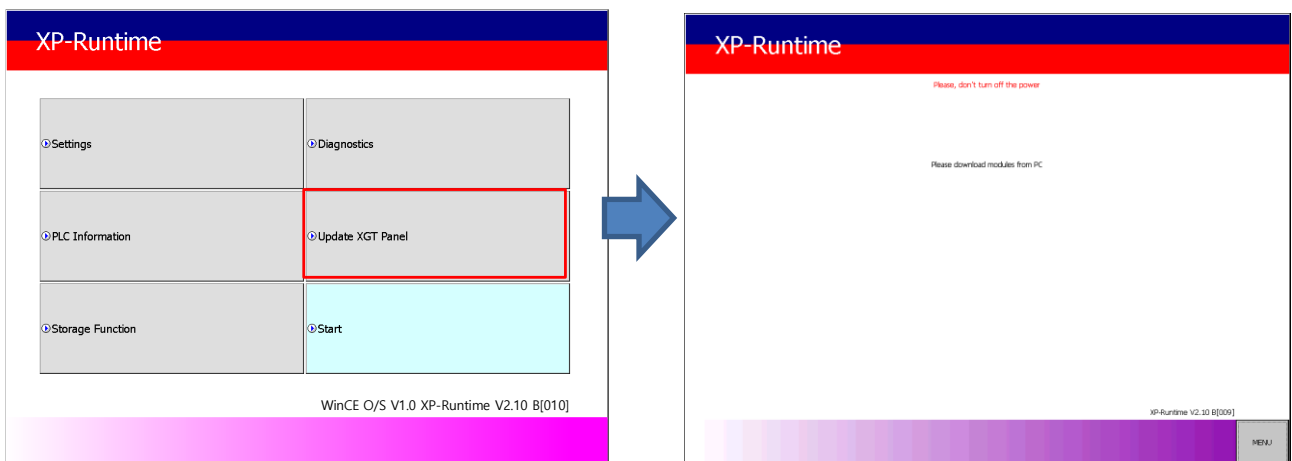 XP-Runtime
Settings
Diagnostics
PLC Information
Update XGT Panel
Storage Function
Start
WinCE O/S V1.0 XP-Runtime V2.10 B[010]
XP-Runtime
Please, don't turn off the power
Please download modules from PC
XP-Runtime V2.10 B[009]
MENU